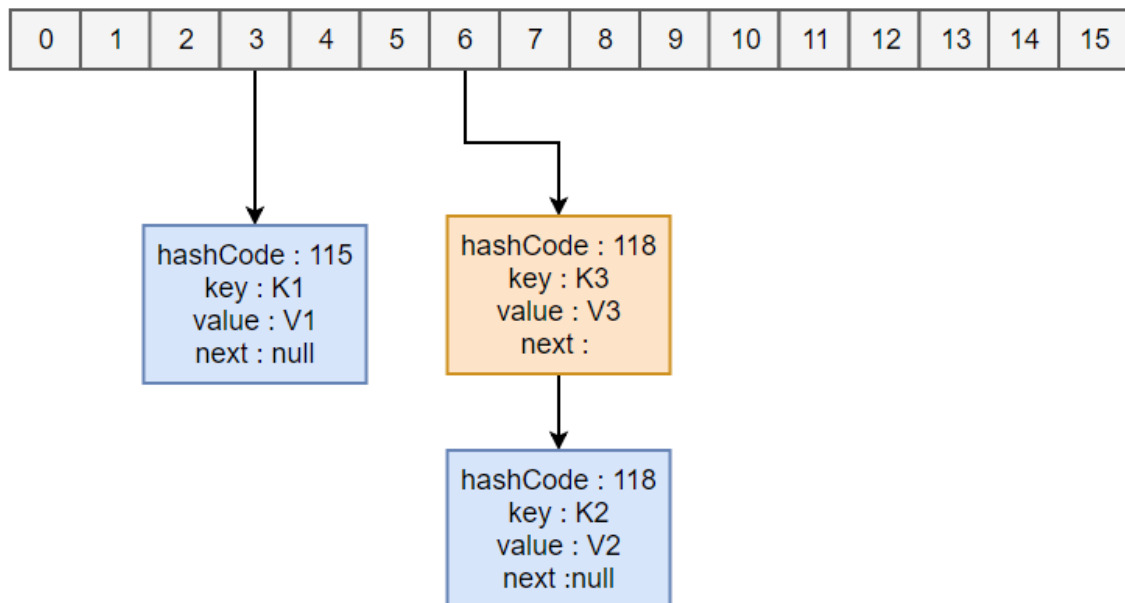 0 1 2 3 4 5 6 7 8 9 10 11 12 13 14 15
hashCode : 115
key : K1
value : V1
next : null
hashCode : 118
key : K3
value : V3
next :
hashCode : 118
key : K2
value : V2
next :null